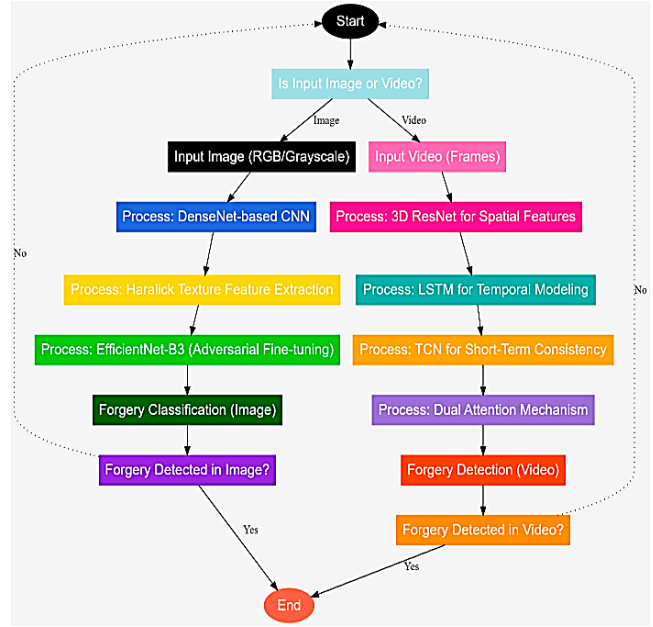 Start
Is Input Image or Video?
Image
Video
Input Image (RGB/Grayscale)
Input Video (Frames)
Process: DenseNet-based CNN
Process: 3D ResNet for Spatial Features
No
No
Process: Haralick Texture Feature Extraction
Process: LSTM for Temporal Modeling
Process: EfficientNet-B3 (Adversarial Fine-tuning)
Process: TCN for Short-Term Consistency
Forgery Classification (Image)
Process: Dual Attention Mechanism
Forgery Detected in Image?
Forgery Detection (Video)
Yes
Forgery Detected in Video?
Yes
End